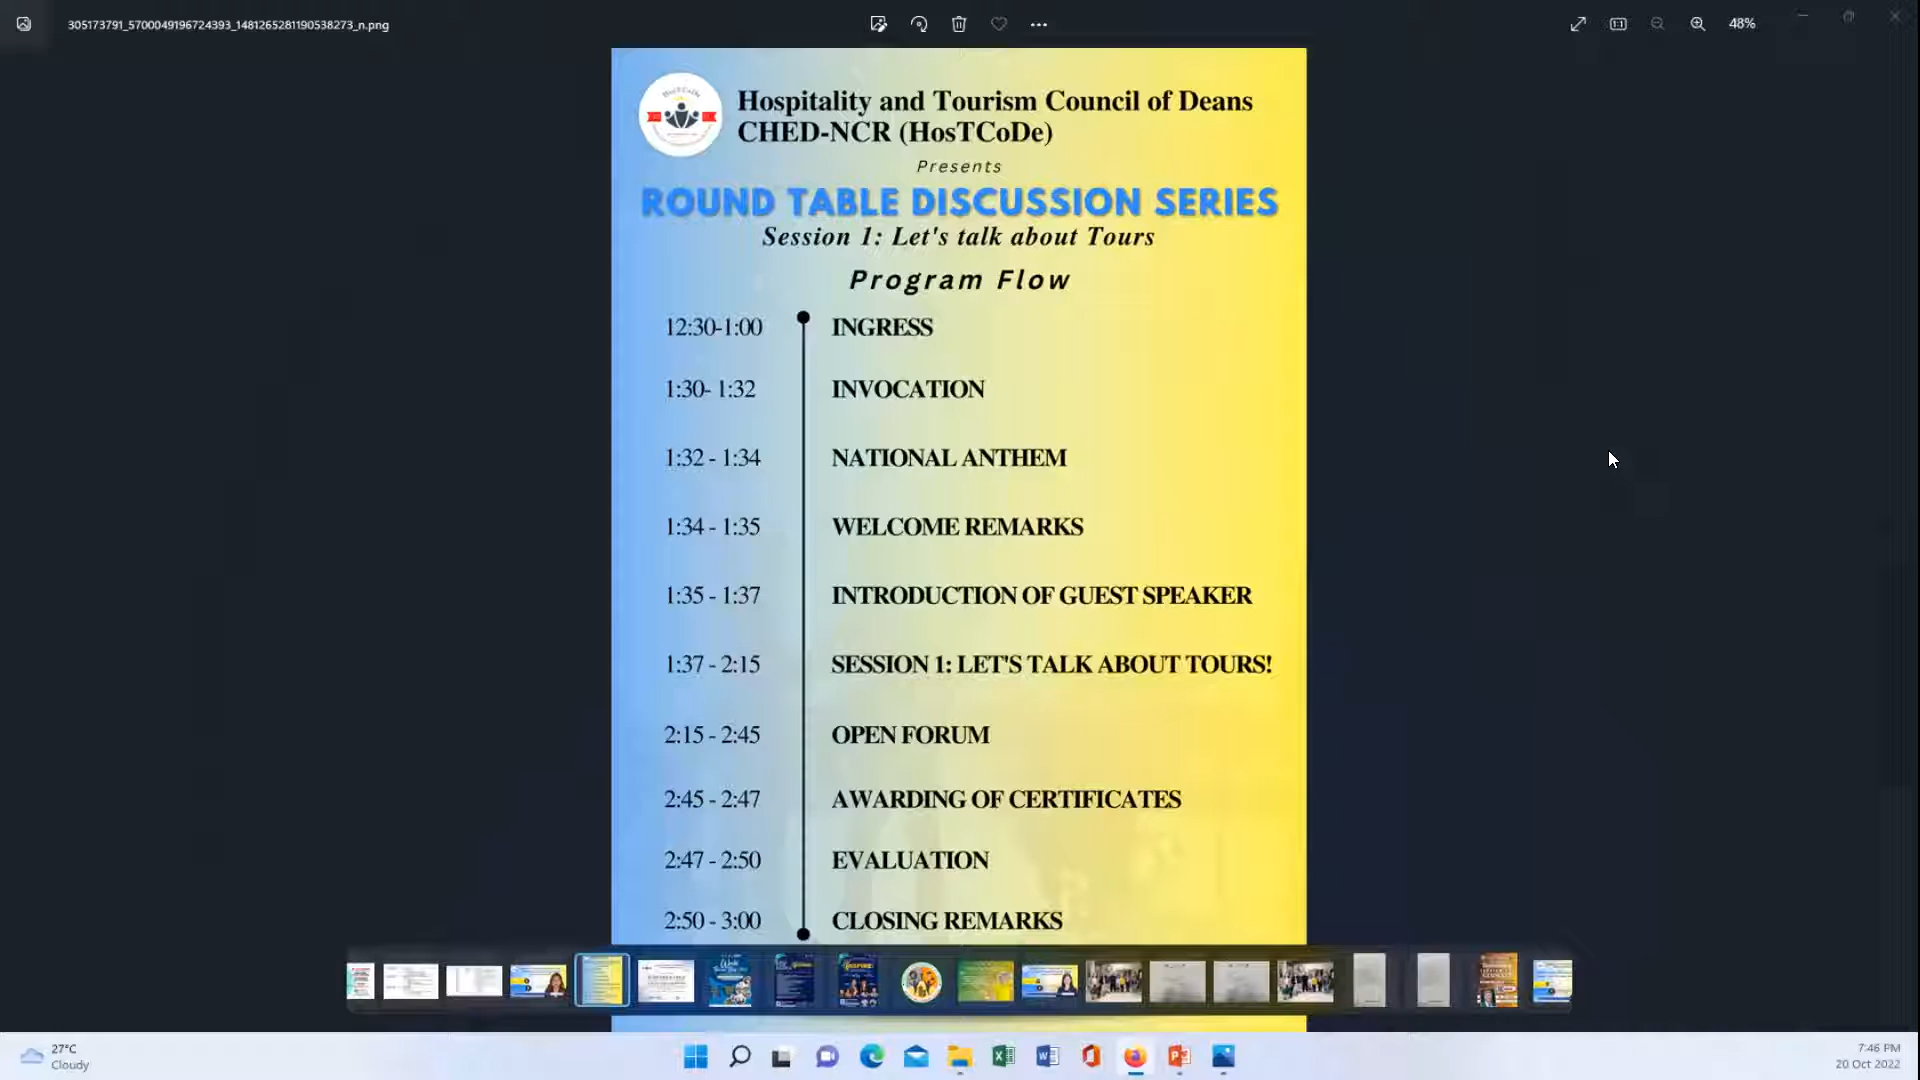 305173791_5700049196724393_1481265281190538273_n.png
48%
HosTCoDe
Hospitality and Tourism Council of Deans
CHED-NCR (HosTCoDe)
Presents
ROUND TABLE DISCUSSION SERIES
Session 1: Let's talk about Tours
Program Flow
12:30-1:00 INGRESS
1:30- 1:32 INVOCATION
1:32 - 1:34 NATIONAL ANTHEM
1:34 - 1:35 WELCOME REMARKS
1:35 - 1:37 INTRODUCTION OF GUEST SPEAKER
1:37 - 2:15 SESSION 1: LET'S TALK ABOUT TOURS!
2:15 - 2:45 OPEN FORUM
2:45 - 2:47 AWARDING OF CERTIFICATES
2:47 - 2:50 EVALUATION
2:50 - 3:00 CLOSING REMARKS
27°C
Cloudy
7:46 PM
20 Oct 2022